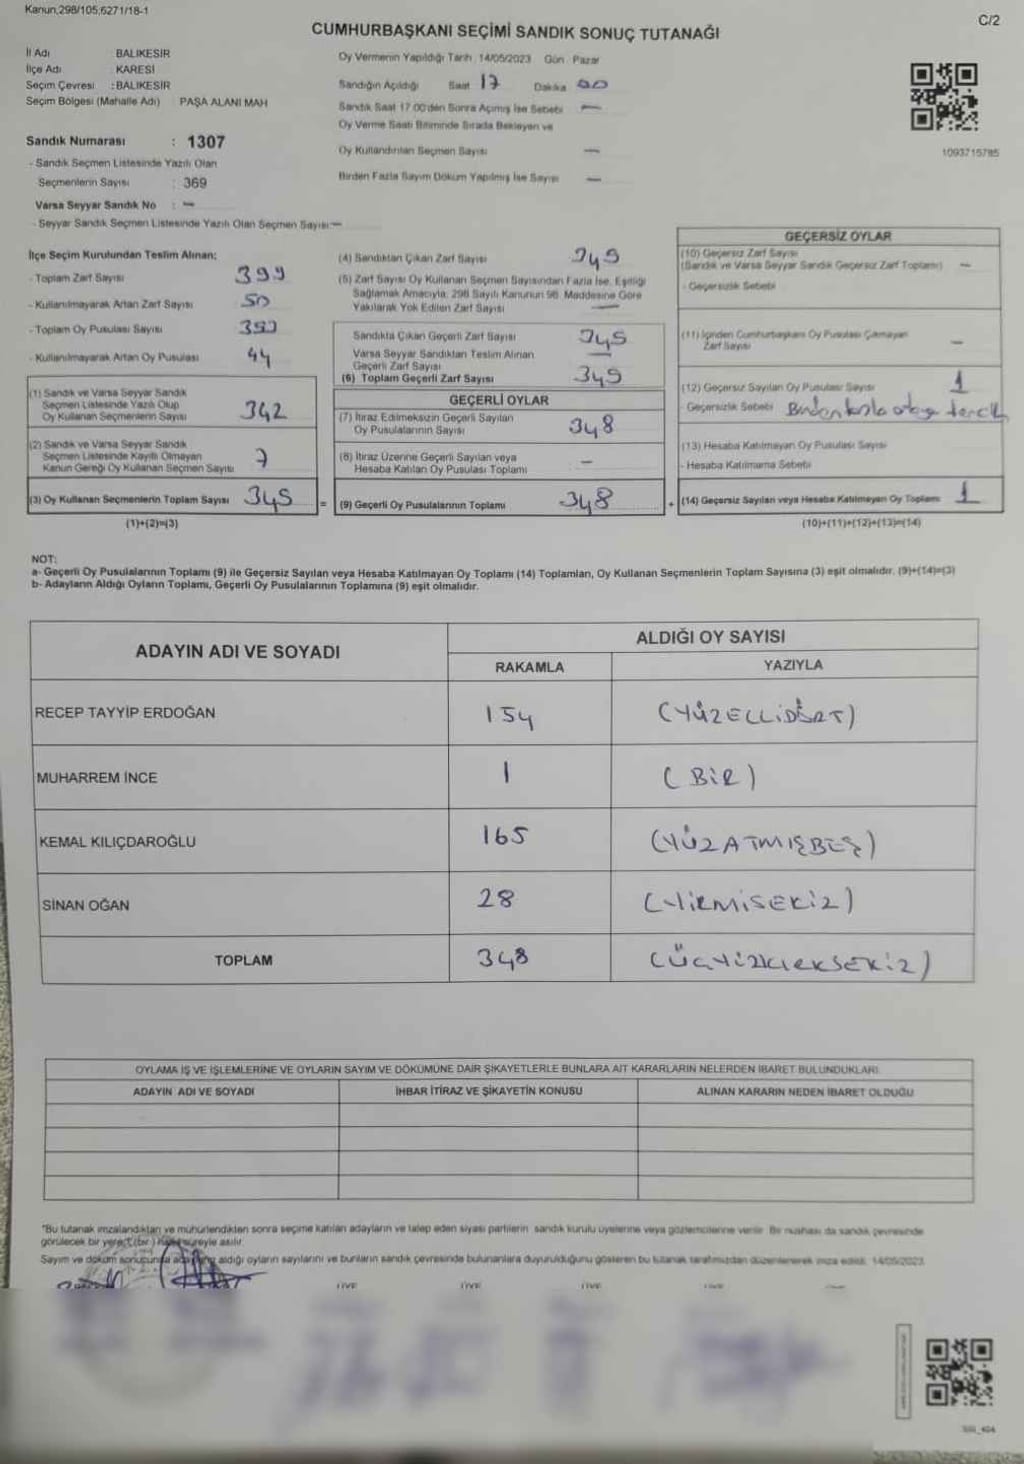 Kanun,298/105,6271/18-1
C/2
CUMHURBAŞKANI SEÇİMİ SANDIK SONUÇ TUTANAĞI
İl Adı : BALIKESİR
İlçe Adı : KARESİ
Seçim Çevresi : BALIKESİR
Seçim Bölgesi (Mahalle Adı) : PAŞA ALANI MAH
Sandık Numarası : 1307
- Sandık Seçmen Listesinde Yazılı Olan
Seçmenlerin Sayısı : 369
Varsa Seyyar Sandık No : -
- Seyyar Sandık Seçmen Listesinde Yazılı Olan Seçmen Sayısı: -
Oy Vermenin Yapıldığı Tarih : 14/05/2023 Gün : Pazar
Sandığın Açıldığı Saat 17 Dakika 00
Sandık Saat 17:00'den Sonra Açılmış İse Sebebi -
Oy Verme Saati Bitiminde Sırada Bekleyen ve
Oy Kullandırılan Seçmen Sayısı -
Birden Fazla Sayım Döküm Yapılmış İse Sayısı -
1093715785
İlçe Seçim Kurulundan Teslim Alınan;
- Toplam Zarf Sayısı 399
- Kullanılmayarak Artan Zarf Sayısı 50
- Toplam Oy Pusulası Sayısı 393
- Kullanılmayarak Artan Oy Pusulası 44
(1) Sandık ve Varsa Seyyar Sandık
Seçmen Listesinde Yazılı Olup
Oy Kullanan Seçmenlerin Sayısı 342
(2) Sandık ve Varsa Seyyar Sandık
Seçmen Listesinde Kayıtlı Olmayan
Kanun Gereği Oy Kullanan Seçmen Sayısı 7
(3) Oy Kullanan Seçmenlerin Toplam Sayısı 349
(1)+(2)=(3)
(4) Sandıktan Çıkan Zarf Sayısı 349
(5) Zarf Sayısı Oy Kullanan Seçmen Sayısından Fazla İse, Eşitliği
Sağlamak Amacıyla, 298 Sayılı Kanunun 98. Maddesine Göre
Yakılarak Yok Edilen Zarf Sayısı -
Sandıkta Çıkan Geçerli Zarf Sayısı 349
Varsa Seyyar Sandıktan Teslim Alınan
Geçerli Zarf Sayısı -
(6) Toplam Geçerli Zarf Sayısı 349
GEÇERLİ OYLAR
(7) İtiraz Edilmeksizin Geçerli Sayılan
Oy Pusulalarının Sayısı 348
(8) İtiraz Üzerine Geçerli Sayılan veya
Hesaba Katılan Oy Pusulası Toplamı -
= (9) Geçerli Oy Pusulalarının Toplamı 348
GEÇERSİZ OYLAR
(10) Geçersiz Zarf Sayısı
(Sandık ve Varsa Seyyar Sandık Geçersiz Zarf Toplamı) -
- Geçersizlik Sebebi
(11) İçinden Cumhurbaşkanı Oy Pusulası Çıkmayan
Zarf Sayısı -
(12) Geçersiz Sayılan Oy Pusulası Sayısı 1
- Geçersizlik Sebebi Birden fazla adaya tercih
(13) Hesaba Katılmayan Oy Pusulası Sayısı
- Hesaba Katılmama Sebebi
+ (14) Geçersiz Sayılan veya Hesaba Katılmayan Oy Toplamı 1
(10)+(11)+(12)+(13)=(14)
NOT:
a- Geçerli Oy Pusulalarının Toplamı (9) ile Geçersiz Sayılan veya Hesaba Katılmayan Oy Toplamı (14) Toplamları, Oy Kullanan Seçmenlerin Toplam Sayısına (3) eşit olmalıdır. (9)+(14)=(3)
b- Adayların Aldığı Oyların Toplamı, Geçerli Oy Pusulalarının Toplamına (9) eşit olmalıdır.
ADAYIN ADI VE SOYADI
ALDIĞI OY SAYISI
RAKAMLA YAZIYLA
RECEP TAYYİP ERDOĞAN 154 (YÜZELLİDÖRT)
MUHARREM İNCE 1 (BİR)
KEMAL KILIÇDAROĞLU 165 (YÜZATMIŞBEŞ)
SİNAN OĞAN 28 (YİRMİSEKİZ)
TOPLAM 348 (ÜÇYÜZKIRKSEKİZ)
OYLAMA İŞ VE İŞLEMLERİNE VE OYLARIN SAYIM VE DÖKÜMÜNE DAİR ŞİKAYETLERLE BUNLARA AİT KARARLARIN NELERDEN İBARET BULUNDUKLARI
ADAYIN ADI VE SOYADI İHBAR İTİRAZ VE ŞİKAYETİN KONUSU ALINAN KARARIN NEDEN İBARET OLDUĞU
*Bu tutanak imzalandıktan ve mühürlendikten sonra seçime katılan adayların ve talep eden siyasi partilerin sandık kurulu üyelerine veya gözlemcilerine verilir. Bir nüshası da sandık çevresinde
görülecek bir yere (bir) hafta süreyle asılır.
Sayım ve döküm sonucunda adayların aldığı oyların sayılarını ve bunların sandık çevresinde bulunanlara duyurulduğunu gösteren bu tutanak tarafımızdan düzenlenerek imza edildi. 14/05/2023
ÜYE ÜYE ÜYE ÜYE